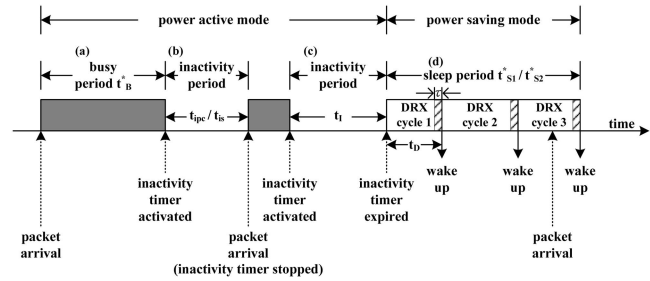 power active mode
power saving mode
(a)
(b)
(c)
(d)
busy
period t*B
inactivity
period
inactivity
period
sleep period t*S1 / t*S2
τ
tipc / tis
tI
DRX
cycle 1
DRX
cycle 2
DRX
cycle 3
time
tD
wake
up
wake
up
wake
up
inactivity
timer
activated
inactivity
timer
activated
inactivity
timer
expired
packet
arrival
packet
arrival
(inactivity timer stopped)
packet
arrival